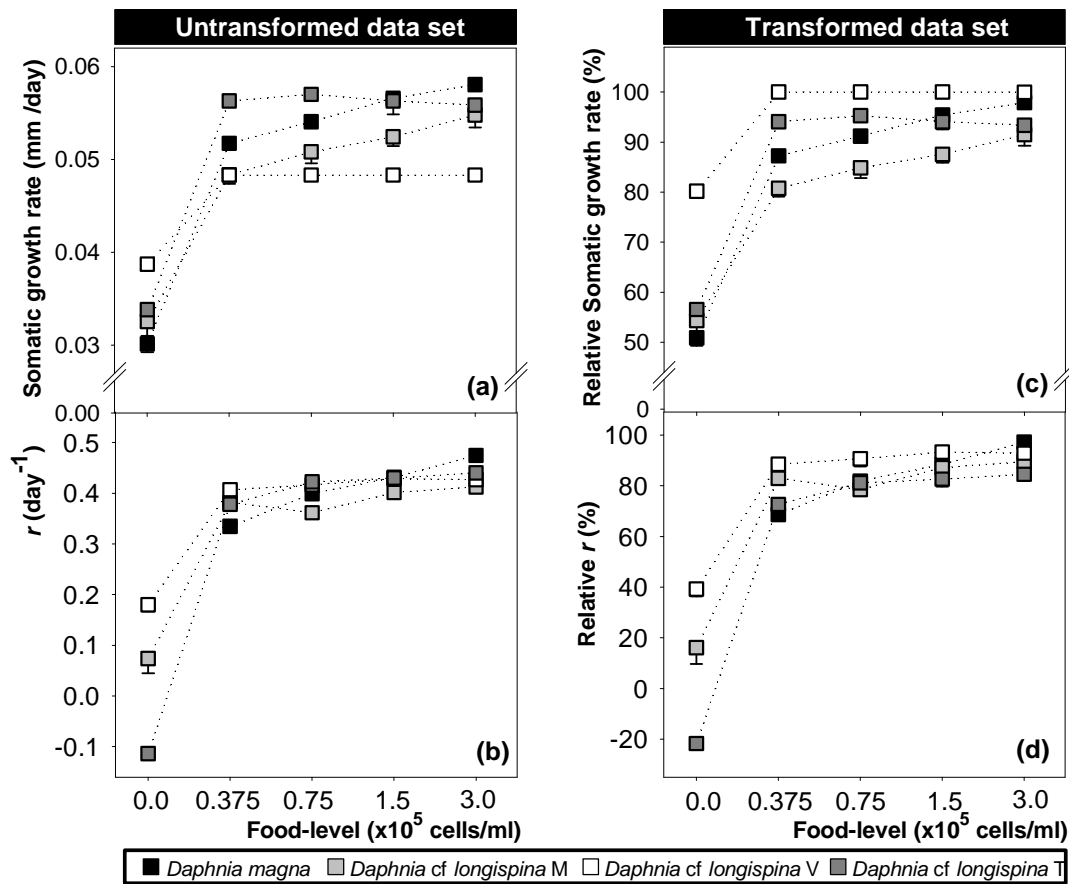 Untransformed data set
Transformed data set
Somatic growth rate (mm /day)
0.06
0.05
0.04
0.03
0.00
(a)
Relative Somatic growth rate (%)
100
90
80
70
60
50
0
(c)
r (day⁻¹)
0.5
0.4
0.3
0.2
0.1
0.0
-0.1
(b)
0.0 0.375 0.75 1.5 3.0
Food-level (x10⁵ cells/ml)
Relative r (%)
100
80
60
40
20
0
-20
(d)
0.0 0.375 0.75 1.5 3.0
Food-level (x10⁵ cells/ml)
Daphnia magna Daphnia cf longispina M Daphnia cf longispina V Daphnia cf longispina T